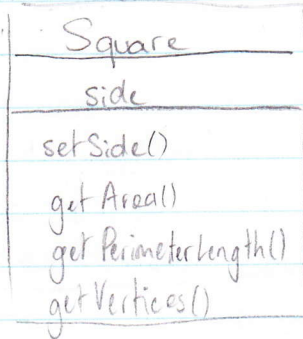 Square
side
setSide()
getArea()
getPerimeterLength()
getVertices()